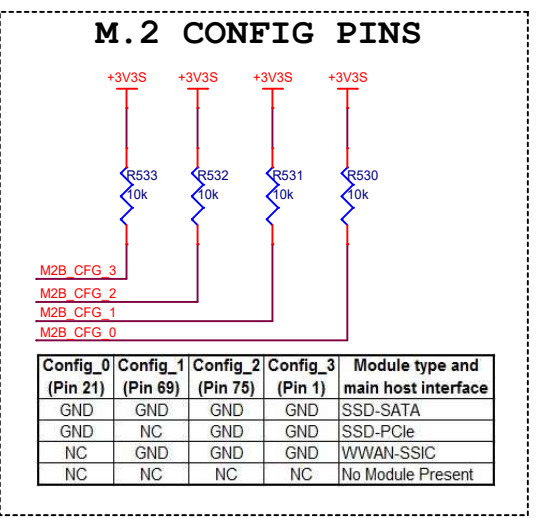 M.2 CONFIG PINS
+3V3S +3V3S +3V3S +3V3S
R533 R532 R531 R530
10k 10k 10k 10k
M2B_CFG_3
M2B_CFG_2
M2B_CFG_1
M2B_CFG_0
Config_0 Config_1 Config_2 Config_3 Module type and
(Pin 21) (Pin 69) (Pin 75) (Pin 1) main host interface
GND GND GND GND SSD-SATA
GND NC GND GND SSD-PCIe
NC GND GND GND WWAN-SSIC
NC NC NC NC No Module Present